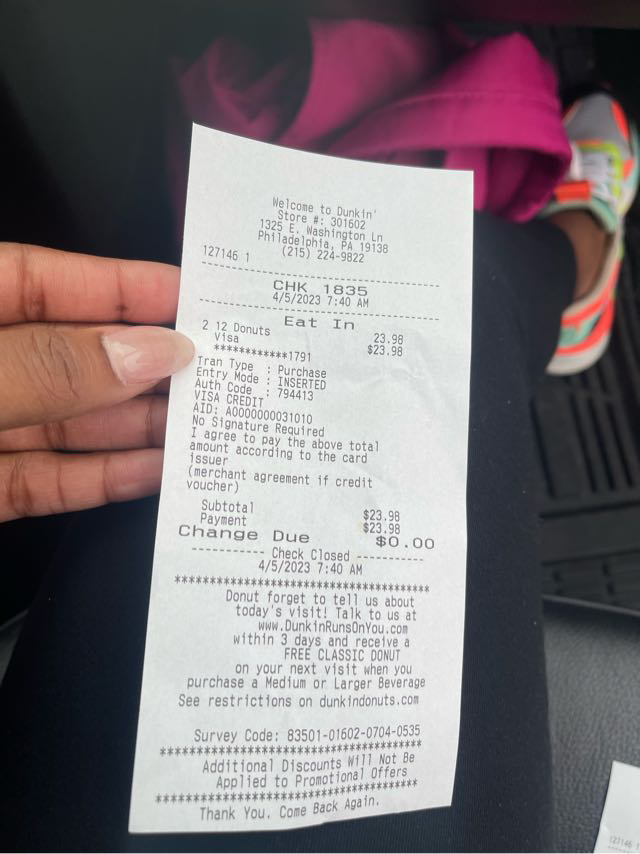 Welcome to Dunkin'
Store #: 301602
1325 E. Washington Ln
Philadelphia, PA 19138
(215) 224-9822
127146 1
CHK 1835
4/5/2023 7:40 AM
Eat In
2 12 Donuts 23.98
Visa $23.98
************1791
Tran Type : Purchase
Entry Mode : INSERTED
Auth Code : 794413
VISA CREDIT
AID: A0000000031010
No Signature Required
I agree to pay the above total
amount according to the card
issuer
(merchant agreement if credit
voucher)
Subtotal $23.98
Payment $23.98
Change Due $0.00
----------- Check Closed -----------
4/5/2023 7:40 AM
************************************
Donut forget to tell us about
today's visit! Talk to us at
www.DunkinRunsOnYou.com
within 3 days and receive a
FREE CLASSIC DONUT
on your next visit when you
purchase a Medium or Larger Beverage
See restrictions on dunkindonuts.com
Survey Code: 83501-01602-0704-0535
************************************
Additional Discounts Will Not Be
Applied to Promotional Offers
************************************
Thank You. Come Back Again.
127146